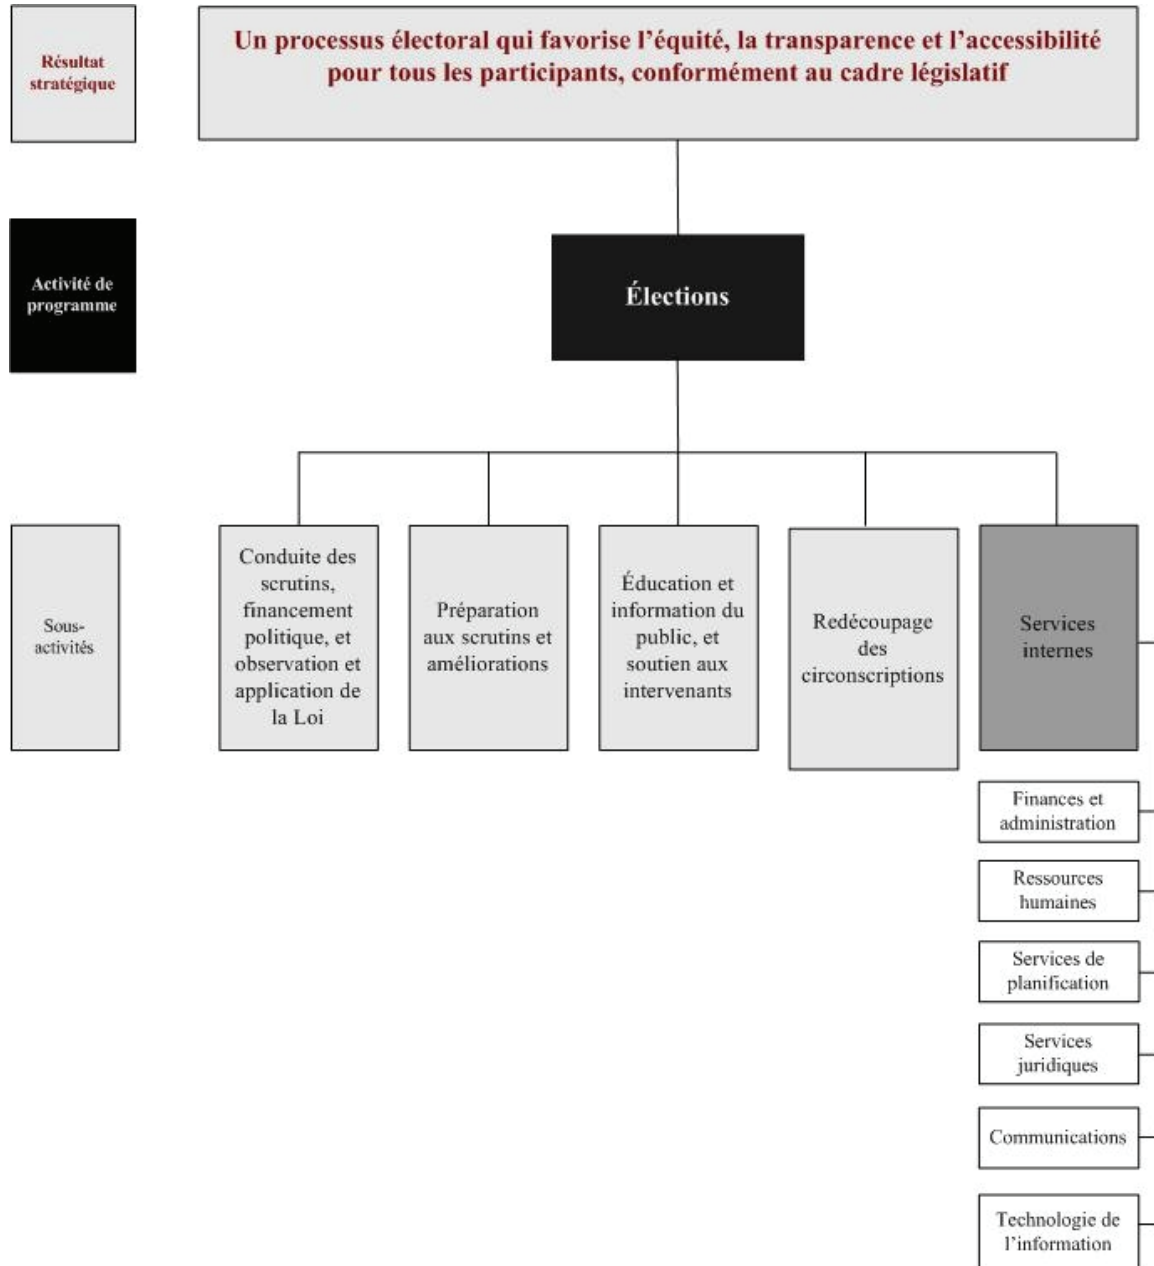 Résultat
stratégique
Un processus électoral qui favorise l’équité, la transparence et l’accessibilité
pour tous les participants, conformément au cadre législatif
Activité de
programme
Élections
Sous-
activités
Conduite des
scrutins,
financement
politique, et
observation et
application de
la Loi
Préparation
aux scrutins et
améliorations
Éducation et
information du
public, et
soutien aux
intervenants
Redécoupage
des
circonscriptions
Services
internes
Finances et
administration
Ressources
humaines
Services de
planification
Services
juridiques
Communications
Technologie de
l’information